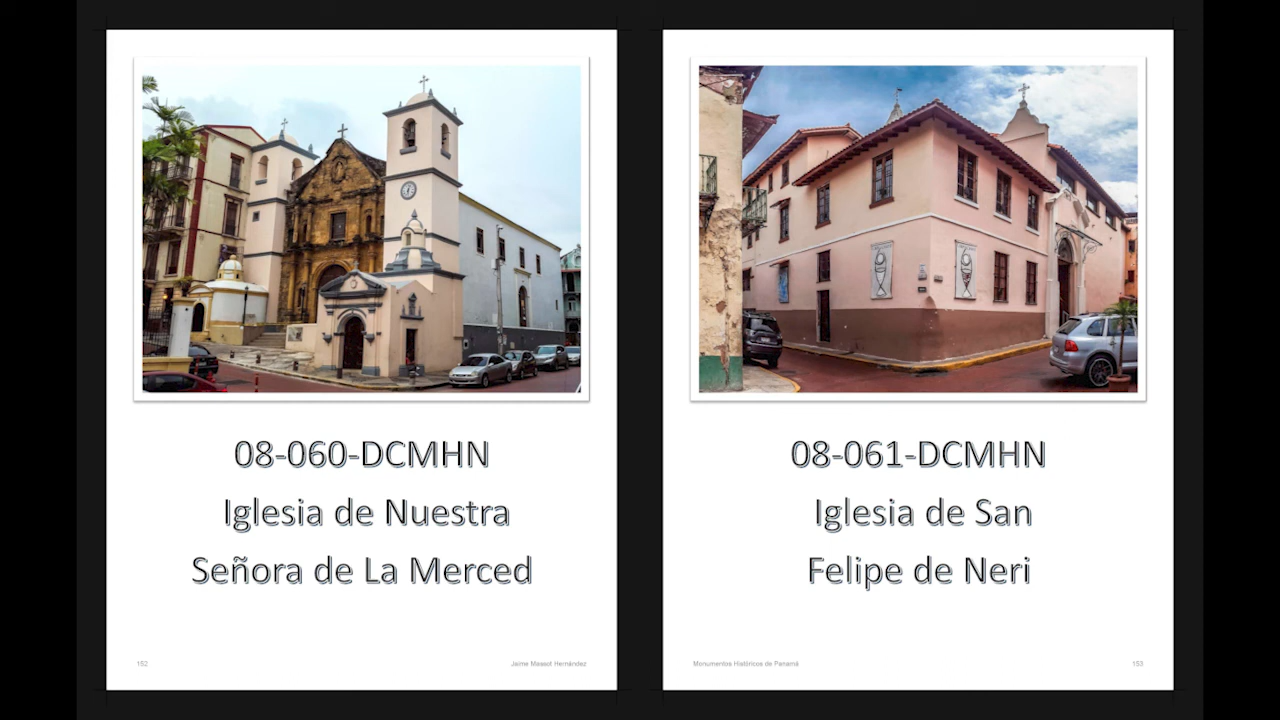 08-060-DCMHN
Iglesia de Nuestra
Señora de La Merced
152
Jaime Massot Hernández
08-061-DCMHN
Iglesia de San
Felipe de Neri
Monumentos Históricos de Panamá
153